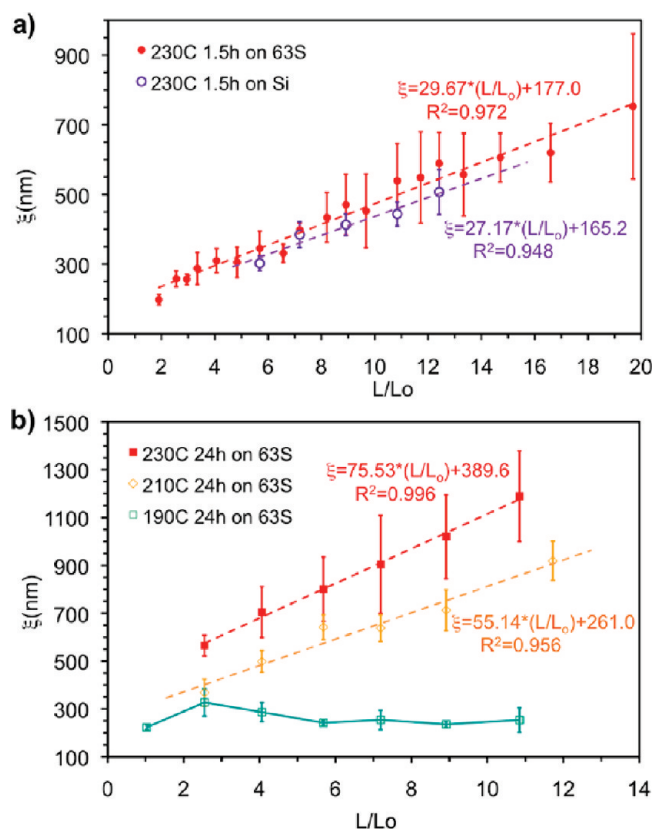 a)
900
700
500
300
100
ξ(nm)
230C 1.5h on 63S
230C 1.5h on Si
ξ=29.67*(L/Lₒ)+177.0
R²=0.972
ξ=27.17*(L/Lₒ)+165.2
R²=0.948
0 2 4 6 8 10 12 14 16 18 20
L/Lo
b)
1500
1300
1100
900
700
500
300
100
ξ(nm)
230C 24h on 63S
210C 24h on 63S
190C 24h on 63S
ξ=75.53*(L/Lₒ)+389.6
R²=0.996
ξ=55.14*(L/Lₒ)+261.0
R²=0.956
0 2 4 6 8 10 12 14
L/Lo